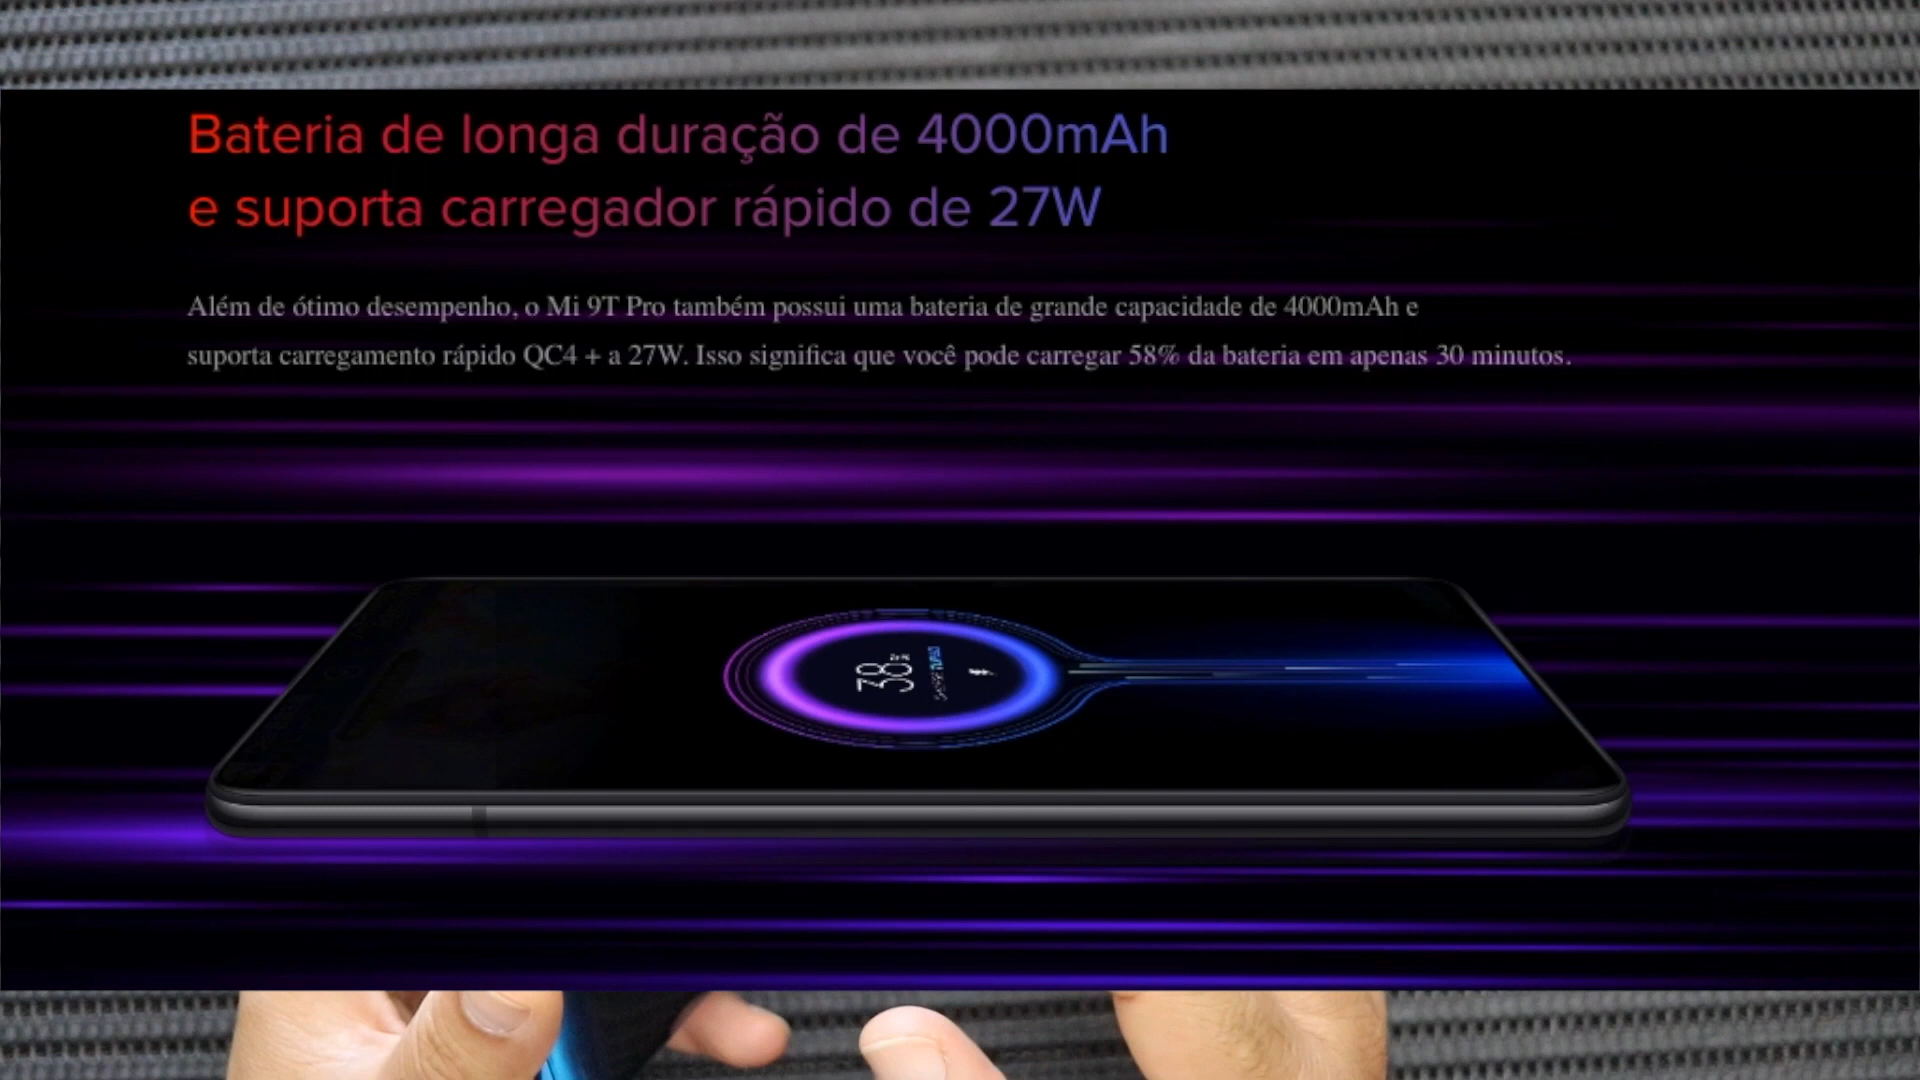 Bateria de longa duração de 4000mAh
e suporta carregador rápido de 27W
Além de ótimo desempenho, o Mi 9T Pro também possui uma bateria de grande capacidade de 4000mAh e
suporta carregamento rápido QC4 + a 27W. Isso significa que você pode carregar 58% da bateria em apenas 30 minutos.
38